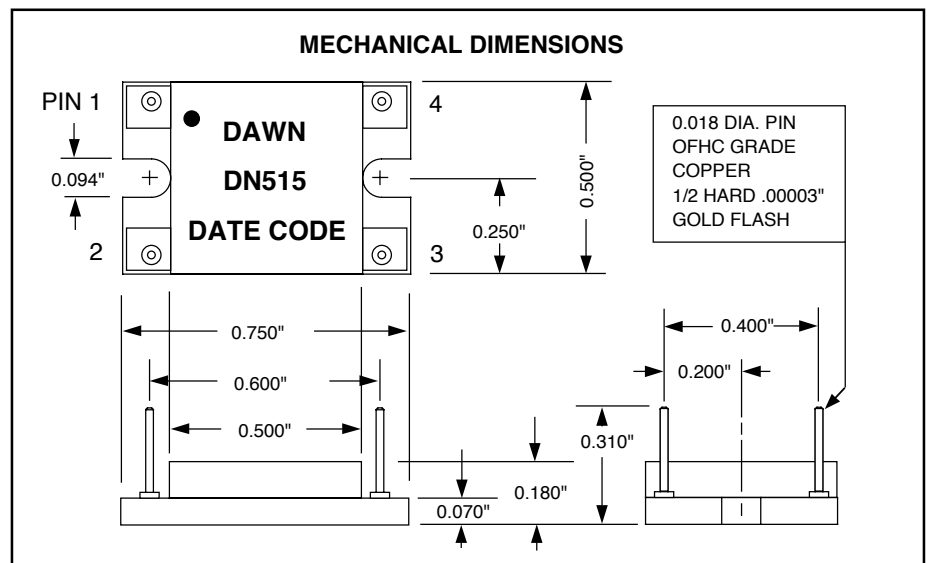 MECHANICAL DIMENSIONS
PIN 1
4
DAWN
DN515
DATE CODE
0.094"
2
3
0.250"
0.500"
0.018 DIA. PIN
OFHC GRADE
COPPER
1/2 HARD .00003"
GOLD FLASH
0.750"
0.600"
0.500"
0.400"
0.200"
0.310"
0.180"
0.070"